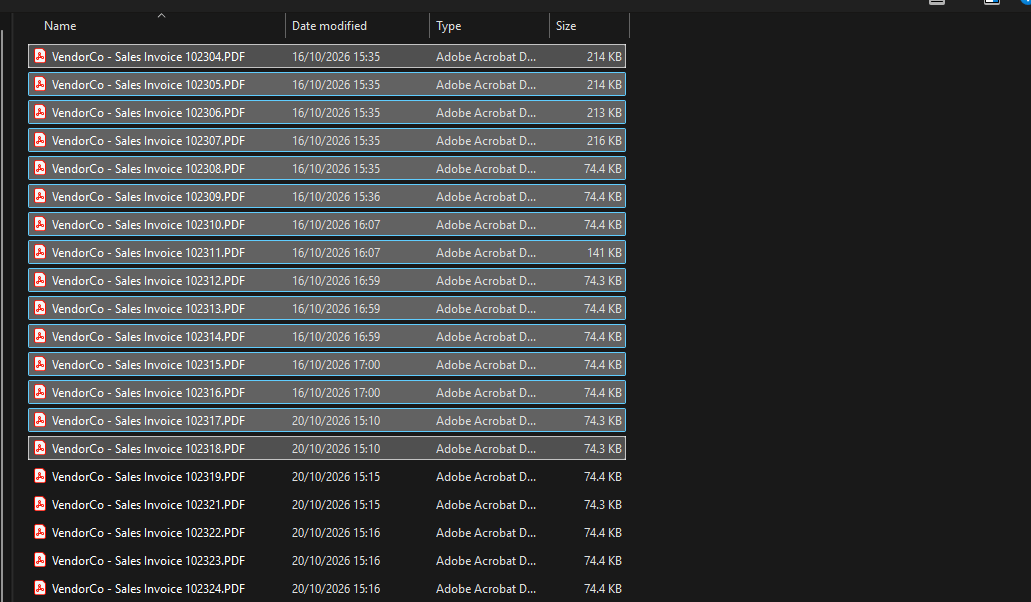 Name Date modified Type Size
VendorCo - Sales Invoice 102304.PDF 16/10/2026 15:35 Adobe Acrobat D... 214 KB
VendorCo - Sales Invoice 102305.PDF 16/10/2026 15:35 Adobe Acrobat D... 214 KB
VendorCo - Sales Invoice 102306.PDF 16/10/2026 15:35 Adobe Acrobat D... 213 KB
VendorCo - Sales Invoice 102307.PDF 16/10/2026 15:35 Adobe Acrobat D... 216 KB
VendorCo - Sales Invoice 102308.PDF 16/10/2026 15:35 Adobe Acrobat D... 74.4 KB
VendorCo - Sales Invoice 102309.PDF 16/10/2026 15:36 Adobe Acrobat D... 74.4 KB
VendorCo - Sales Invoice 102310.PDF 16/10/2026 16:07 Adobe Acrobat D... 74.4 KB
VendorCo - Sales Invoice 102311.PDF 16/10/2026 16:07 Adobe Acrobat D... 141 KB
VendorCo - Sales Invoice 102312.PDF 16/10/2026 16:59 Adobe Acrobat D... 74.3 KB
VendorCo - Sales Invoice 102313.PDF 16/10/2026 16:59 Adobe Acrobat D... 74.4 KB
VendorCo - Sales Invoice 102314.PDF 16/10/2026 16:59 Adobe Acrobat D... 74.4 KB
VendorCo - Sales Invoice 102315.PDF 16/10/2026 17:00 Adobe Acrobat D... 74.4 KB
VendorCo - Sales Invoice 102316.PDF 16/10/2026 17:00 Adobe Acrobat D... 74.4 KB
VendorCo - Sales Invoice 102317.PDF 20/10/2026 15:10 Adobe Acrobat D... 74.3 KB
VendorCo - Sales Invoice 102318.PDF 20/10/2026 15:10 Adobe Acrobat D... 74.3 KB
VendorCo - Sales Invoice 102319.PDF 20/10/2026 15:15 Adobe Acrobat D... 74.4 KB
VendorCo - Sales Invoice 102321.PDF 20/10/2026 15:15 Adobe Acrobat D... 74.3 KB
VendorCo - Sales Invoice 102322.PDF 20/10/2026 15:16 Adobe Acrobat D... 74.4 KB
VendorCo - Sales Invoice 102323.PDF 20/10/2026 15:16 Adobe Acrobat D... 74.4 KB
VendorCo - Sales Invoice 102324.PDF 20/10/2026 15:16 Adobe Acrobat D... 74.4 KB